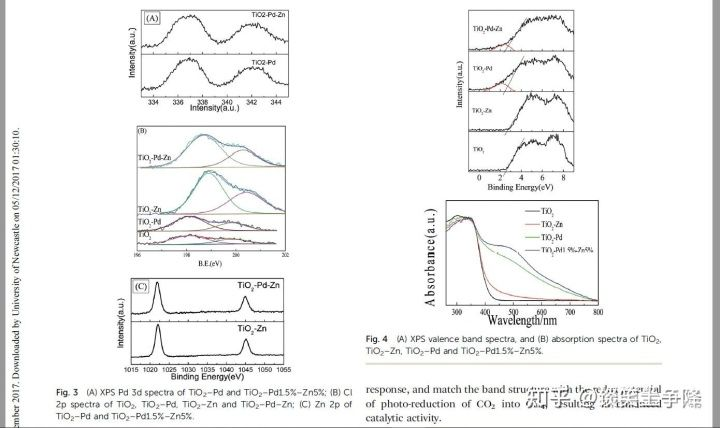 ember 2017. Downloaded by University of Newcastle on 05/12/2017 01:30:10.
(A)
TiO2-Pd-Zn
TiO2-Pd
Intensity(a.u.)
334 336 338 340 342 344
Intensity(a.u.)
(B)
TiO2-Pd-Zn
TiO2-Zn
TiO2-Pd
TiO2
196 198 200 202
B.E.(eV)
(C)
TiO2-Pd-Zn
TiO2-Zn
Intensity(a.u.)
1015 1020 1025 1030 1035 1040 1045 1050 1055
Binding Energy(eV)
Fig. 3 (A) XPS Pd 3d spectra of TiO2–Pd and TiO2–Pd1.5%–Zn5%; (B) Cl
2p spectra of TiO2, TiO2–Pd, TiO2–Zn and TiO2–Pd–Zn; (C) Zn 2p of
TiO2–Pd and TiO2–Pd1.5%–Zn5%.
TiO2-Pd-Zn
TiO2-Pd
TiO2-Zn
TiO2
Intensity(a.u.)
0 2 4 6 8
Binding Energy(eV)
TiO2
TiO2-Zn
TiO2-Pd
TiO2-Pd1.5%-Zn5%
Absorbance(a.u.)
300 400 500 600 700 800
Wavelength/nm
Fig. 4 (A) XPS valence band spectra, and (B) absorption spectra of TiO2,
TiO2–Zn, TiO2–Pd and TiO2–Pd1.5%–Zn5%.
response, and match the band structure
of photo-reduction of CO2 into
catalytic activity.
知乎